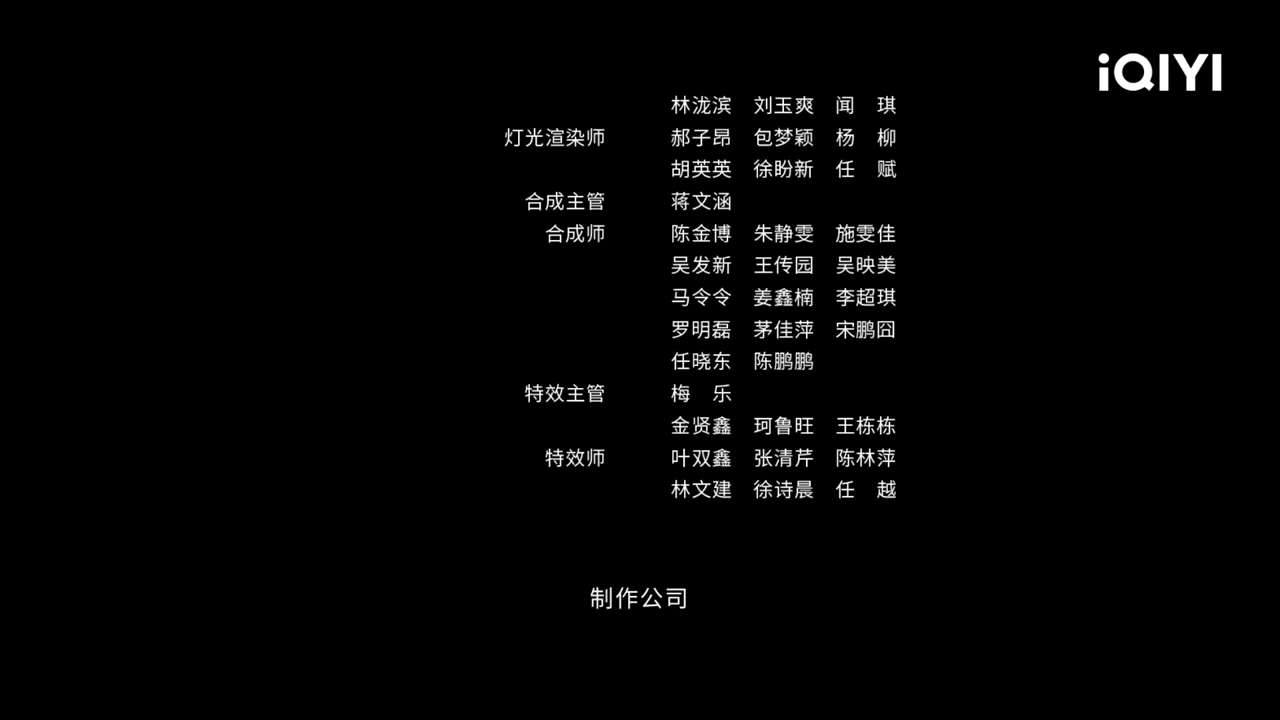 iQIYI
林泷滨 刘玉爽 闻 琪
灯光渲染师 郝子昂 包梦颖 杨 柳
胡英英 徐盼新 任 赋
合成主管 蒋文涵
合成师 陈金博 朱静雯 施雯佳
吴发新 王传园 吴映美
马令令 姜鑫楠 李超琪
罗明磊 茅佳萍 宋鹏囧
任晓东 陈鹏鹏
特效主管 梅 乐
金贤鑫 珂鲁旺 王栋栋
特效师 叶双鑫 张清芹 陈林萍
林文建 徐诗晨 任 越
制作公司